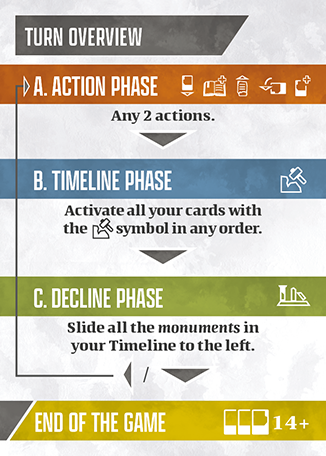 TURN OVERVIEW
A. ACTION PHASE
Any 2 actions.
B. TIMELINE PHASE
Activate all your cards with
the symbol in any order.
C. DECLINE PHASE
Slide all the monuments in
your Timeline to the left.
/
END OF THE GAME 14+